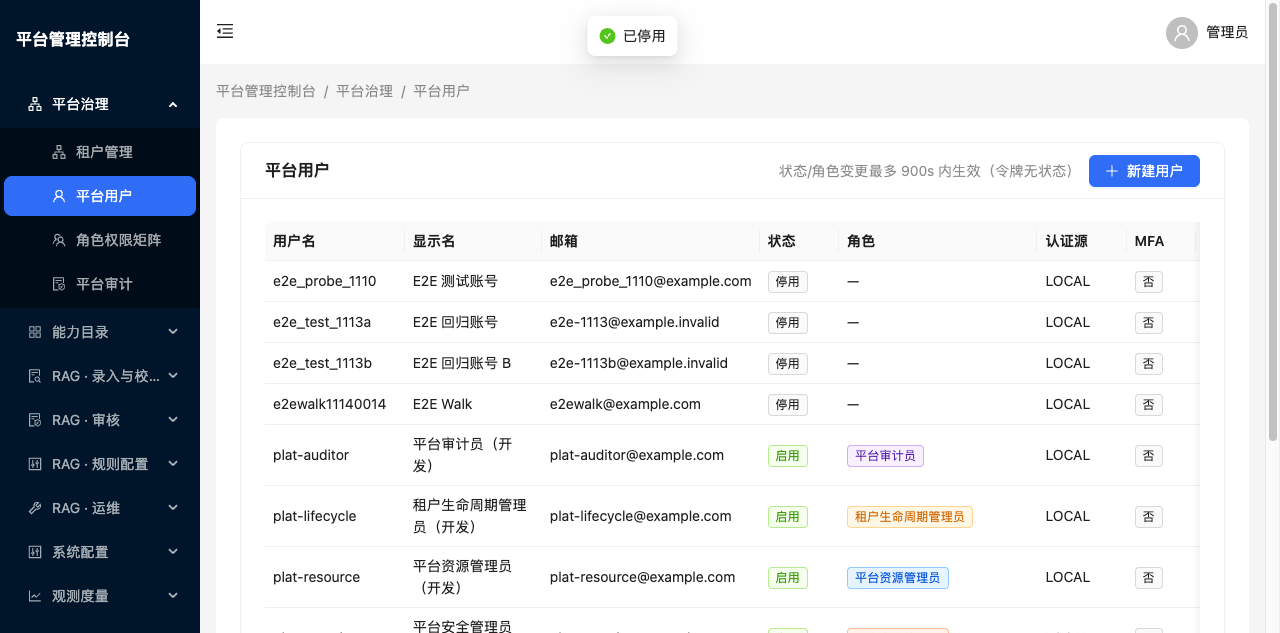 平台管理控制台
已停用
管理员
平台治理
租户管理
平台用户
角色权限矩阵
平台审计
能力目录
RAG · 录入与校...
RAG · 审核
RAG · 规则配置
RAG · 运维
系统配置
观测度量
平台管理控制台 / 平台治理 / 平台用户
平台用户
状态/角色变更最多 900s 内生效（令牌无状态）
新建用户
用户名 显示名 邮箱 状态 角色 认证源 MFA
e2e_probe_1110 E2E 测试账号 e2e_probe_1110@example.com 停用 — LOCAL 否
e2e_test_1113a E2E 回归账号 e2e-1113@example.invalid 停用 — LOCAL 否
e2e_test_1113b E2E 回归账号 B e2e-1113b@example.invalid 停用 — LOCAL 否
e2ewalk11140014 E2E Walk e2ewalk@example.com 停用 — LOCAL 否
plat-auditor 平台审计员（开发） plat-auditor@example.com 启用 平台审计员 LOCAL 否
plat-lifecycle 租户生命周期管理员（开发） plat-lifecycle@example.com 启用 租户生命周期管理员 LOCAL 否
plat-resource 平台资源管理员（开发） plat-resource@example.com 启用 平台资源管理员 LOCAL 否
平台安全管理员